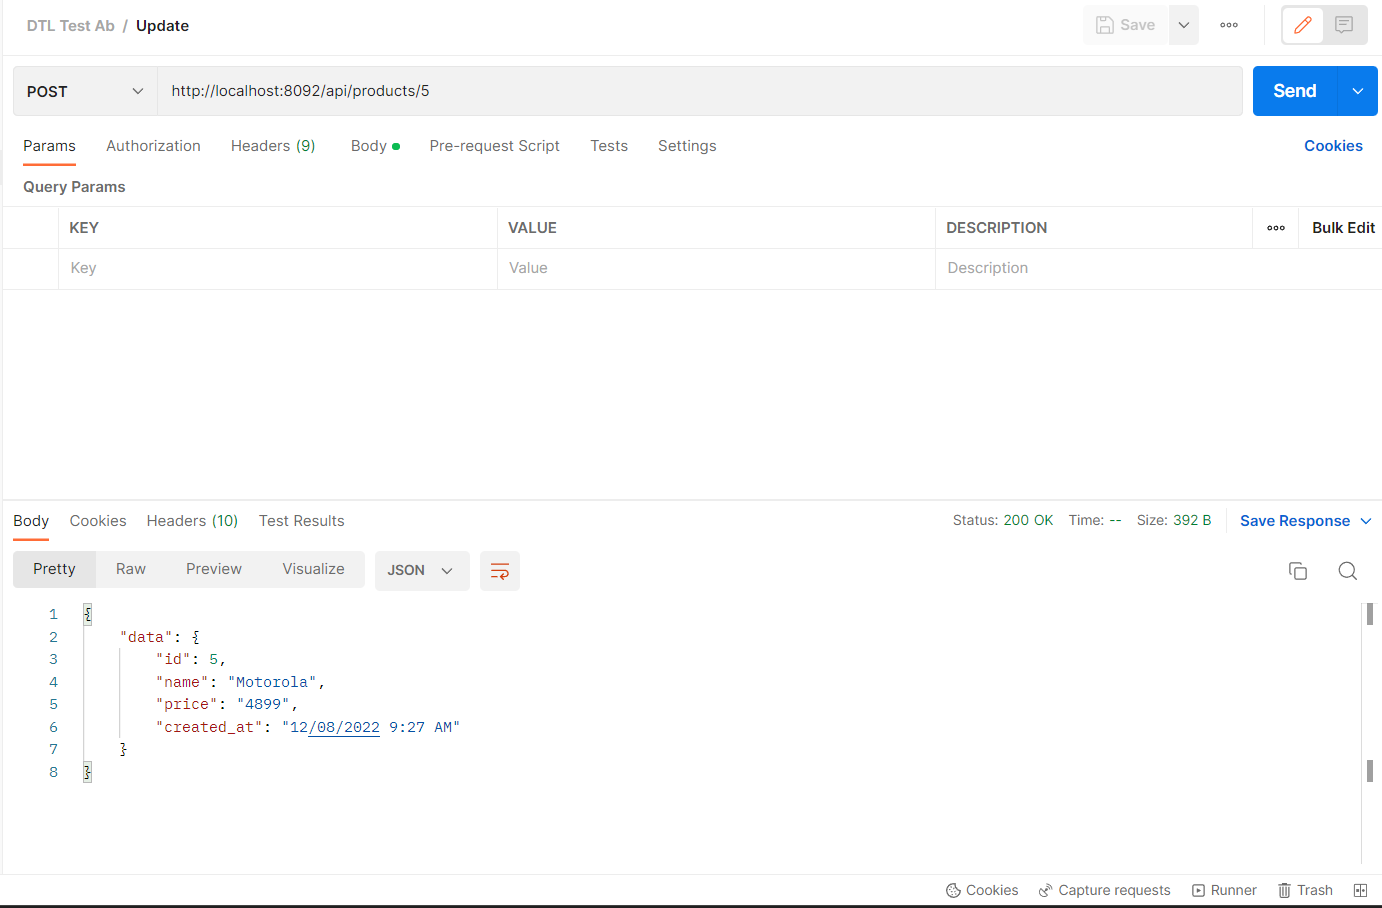 DTL Test Ab / Update
Save
POST
http://localhost:8092/api/products/5
Send
Params Authorization Headers (9) Body Pre-request Script Tests Settings Cookies
Query Params
KEY VALUE DESCRIPTION Bulk Edit
Key Value Description
Body Cookies Headers (10) Test Results Status: 200 OK Time: -- Size: 392 B Save Response
Pretty Raw Preview Visualize JSON
1 {
2 "data": {
3 "id": 5,
4 "name": "Motorola",
5 "price": "4899",
6 "created_at": "12/08/2022 9:27 AM"
7 }
8 }
Cookies Capture requests Runner Trash